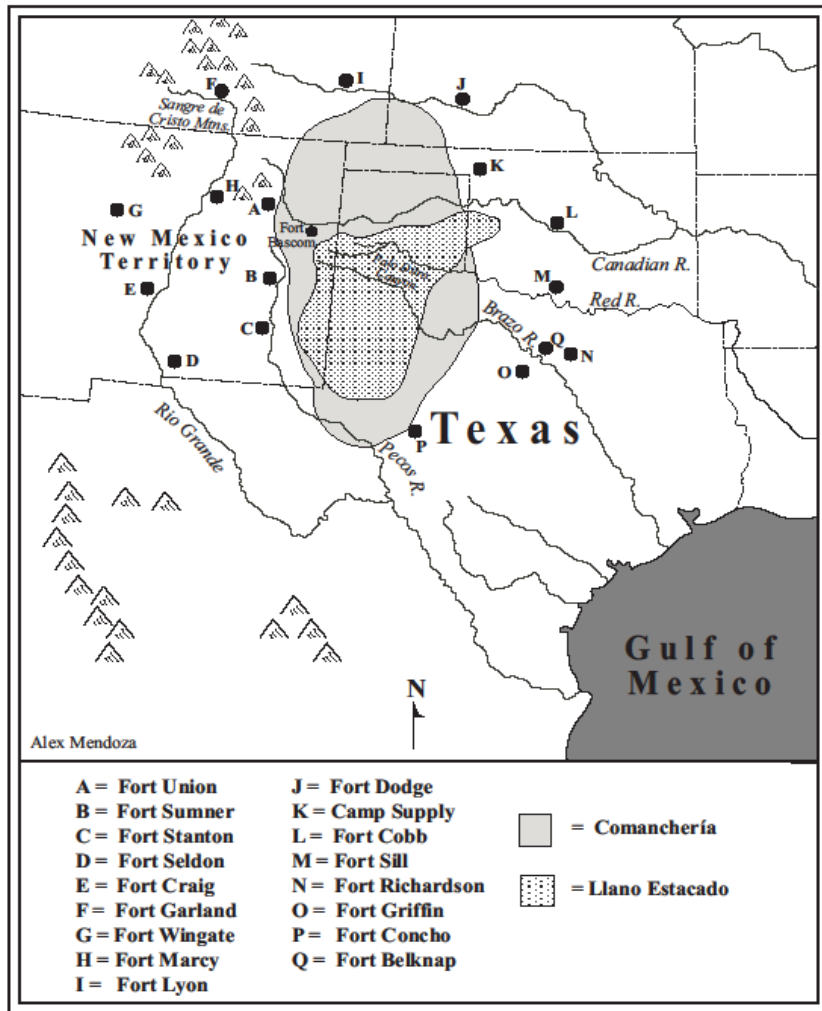 F
I
J
Sangre de
Cristo Mtns.
K
H
A
G
Fort
Bascom
L
New Mexico
Territory
Palo Duro
Canyon
Canadian R.
B
E
M
Red R.
Brazo R.
C
Q
N
D
O
Rio Grande
Texas
P
Pecos R.
Gulf of
Mexico
N
Alex Mendoza
A = Fort Union
B = Fort Sumner
C = Fort Stanton
D = Fort Seldon
E = Fort Craig
F = Fort Garland
G = Fort Wingate
H = Fort Marcy
I = Fort Lyon
J = Fort Dodge
K = Camp Supply
L = Fort Cobb
M = Fort Sill
N = Fort Richardson
O = Fort Griffin
P = Fort Concho
Q = Fort Belknap
= Comanchería
= Llano Estacado